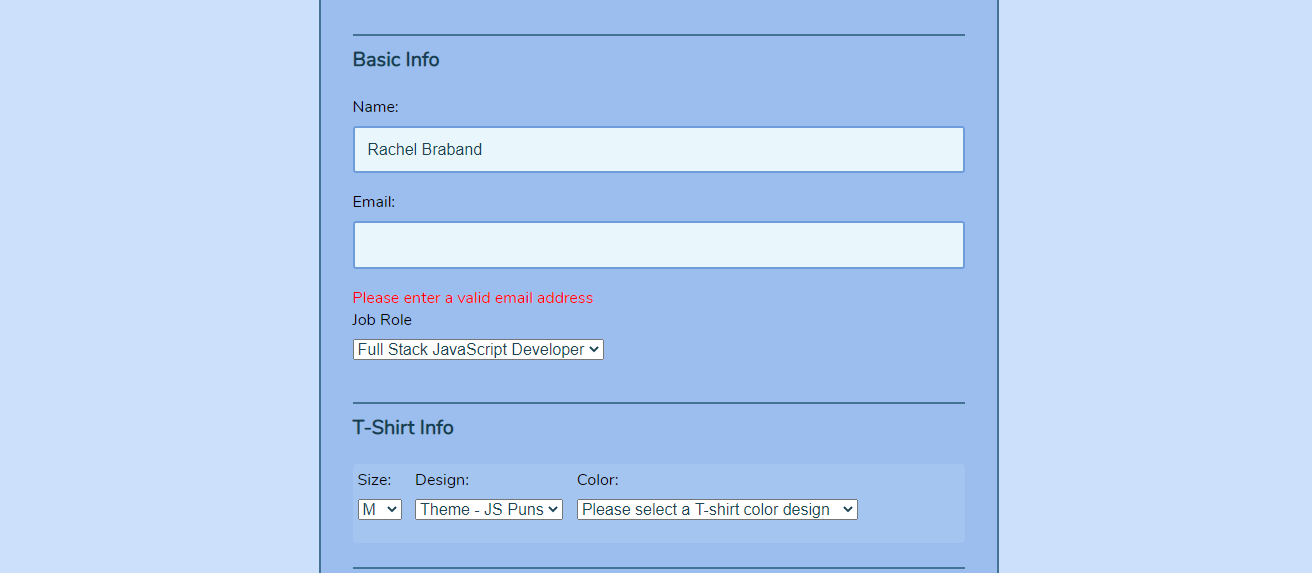 Basic Info
Name:
Rachel Braband
Email:
Please enter a valid email address
Job Role
Full Stack JavaScript Developer
T-Shirt Info
Size: Design: Color:
M Theme - JS Puns Please select a T-shirt color design